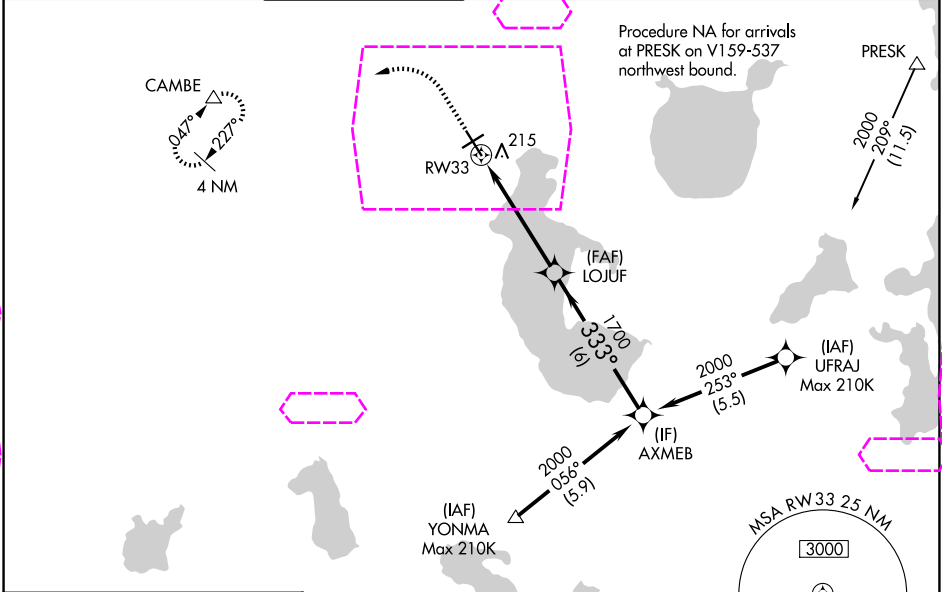 Procedure NA for arrivals
at PRESK on V159-537
northwest bound.
PRESK
2000
209°
(11.5)
CAMBE
047°
227°
4 NM
215
RW33
(FAF)
LOJUF
1700
333°
(6)
(IAF)
UFRAJ
Max 210K
2000
253°
(5.5)
(IF)
AXMEB
2000
056°
(5.9)
(IAF)
YONMA
Max 210K
MSA RW33 25 NM
3000